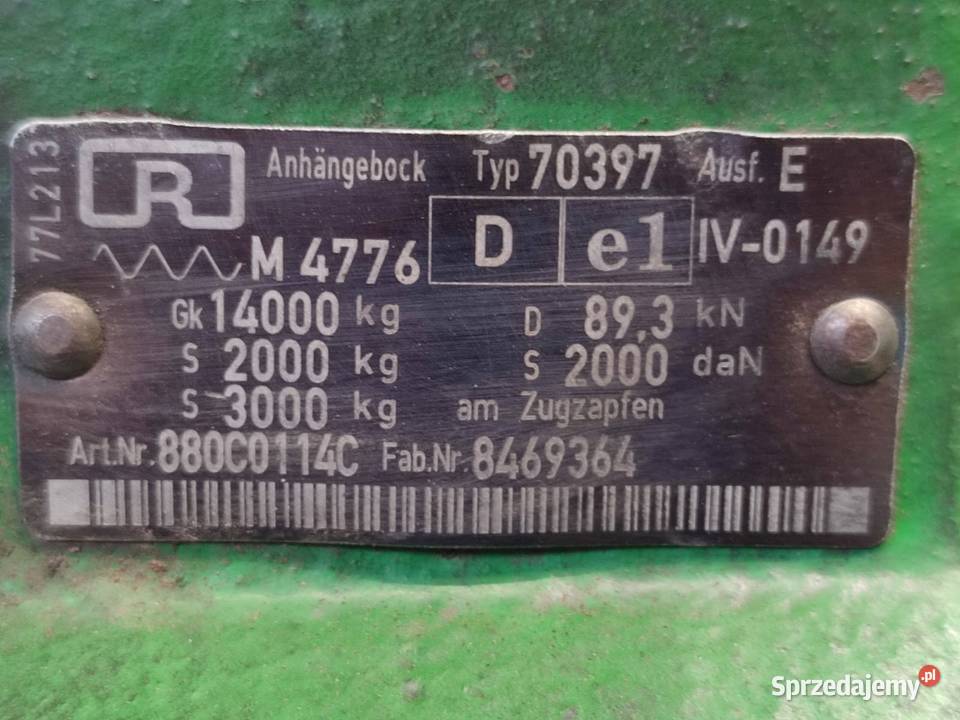 77L213
R Anhängebock Typ 70397 Ausf. E
M 4776 D e1 IV-0149
Gk 14000 kg D 89,3 kN
S 2000 kg S 2000 daN
S 3000 kg am Zugzapfen
Art.Nr. 880C0114C Fab.Nr. 8469364
Sprzedajemy.pl